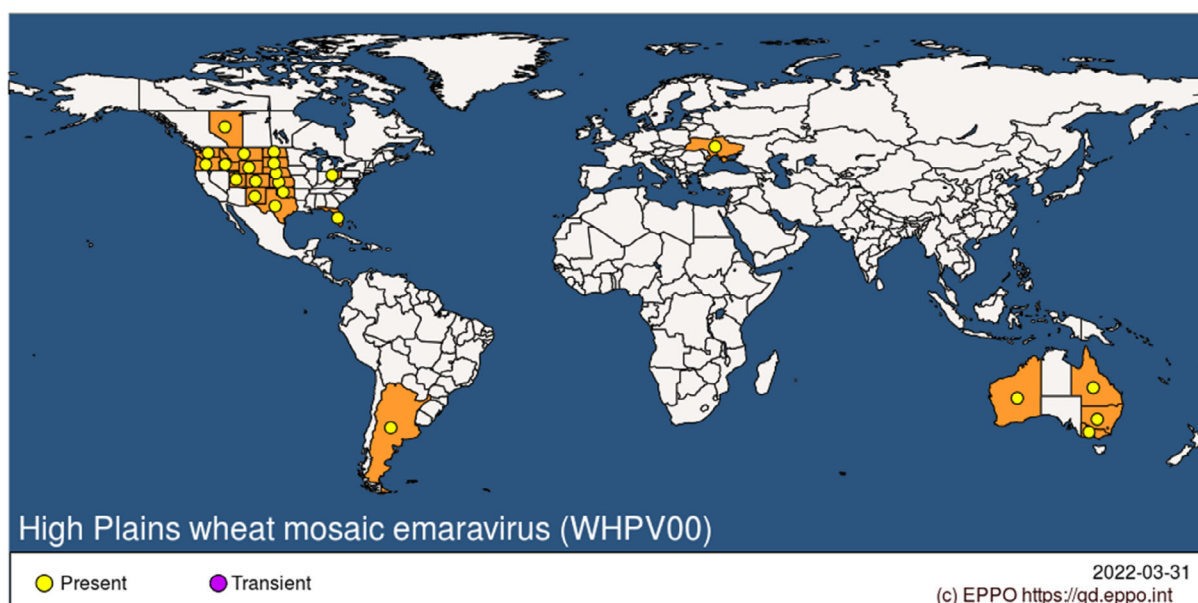 High Plains wheat mosaic emaravirus (WHPV00)
Present
Transient
2022-03-31
(c) EPPO https://gd.eppo.int